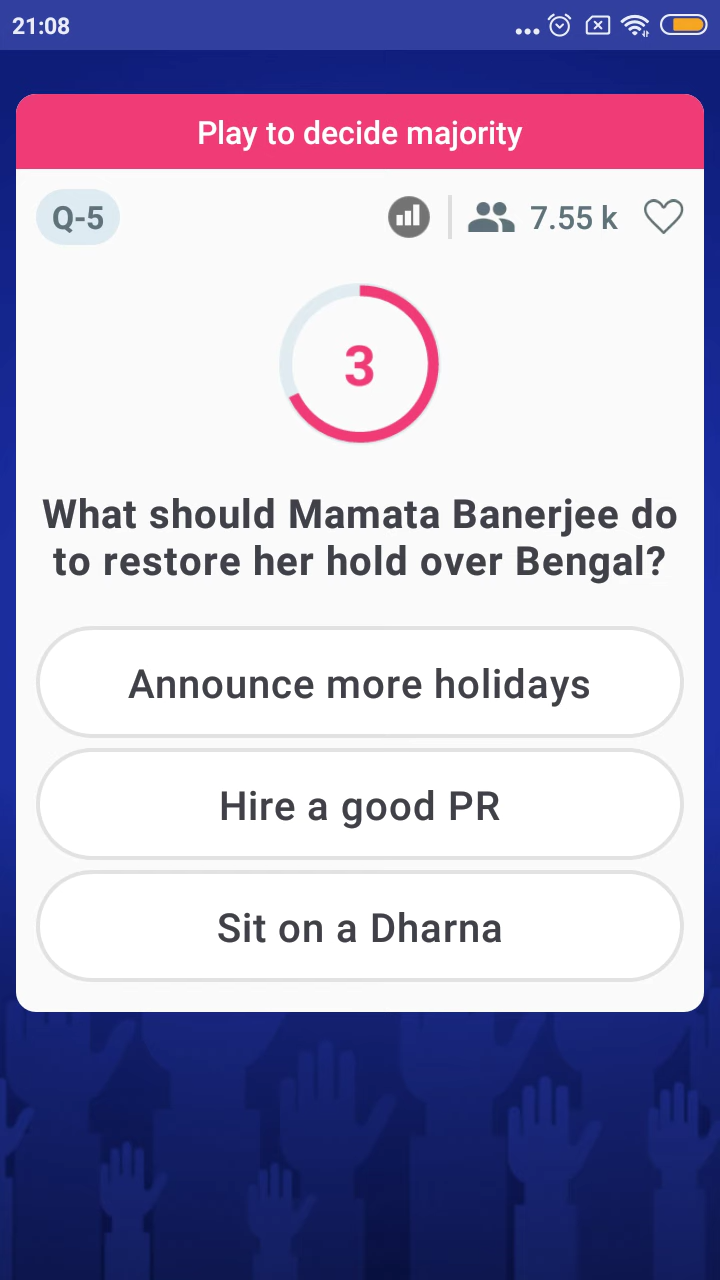 21:08
Play to decide majority
Q-5
7.55 k
3
What should Mamata Banerjee do
to restore her hold over Bengal?
Announce more holidays
Hire a good PR
Sit on a Dharna